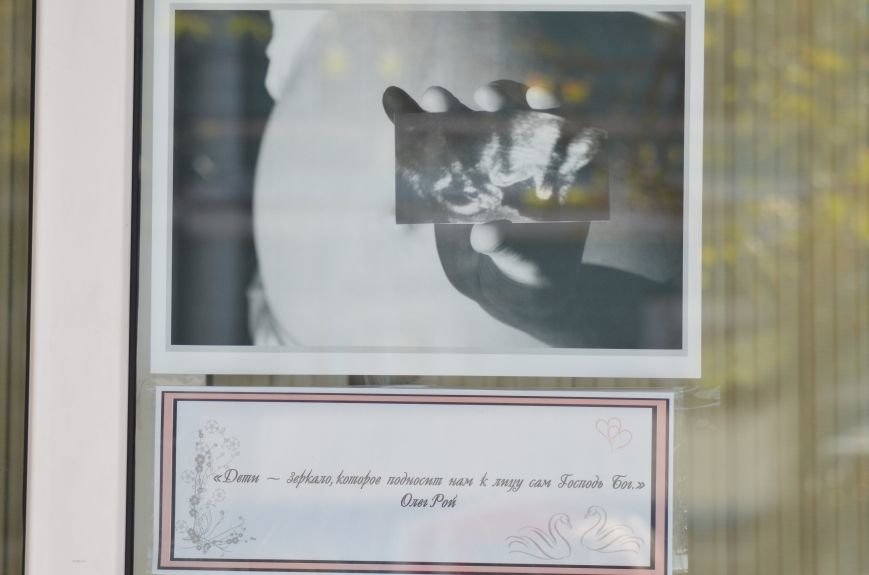 «Дети ~ зеркало, которое подносит нам к лицу сам Господь Бог.»
Олег Рой